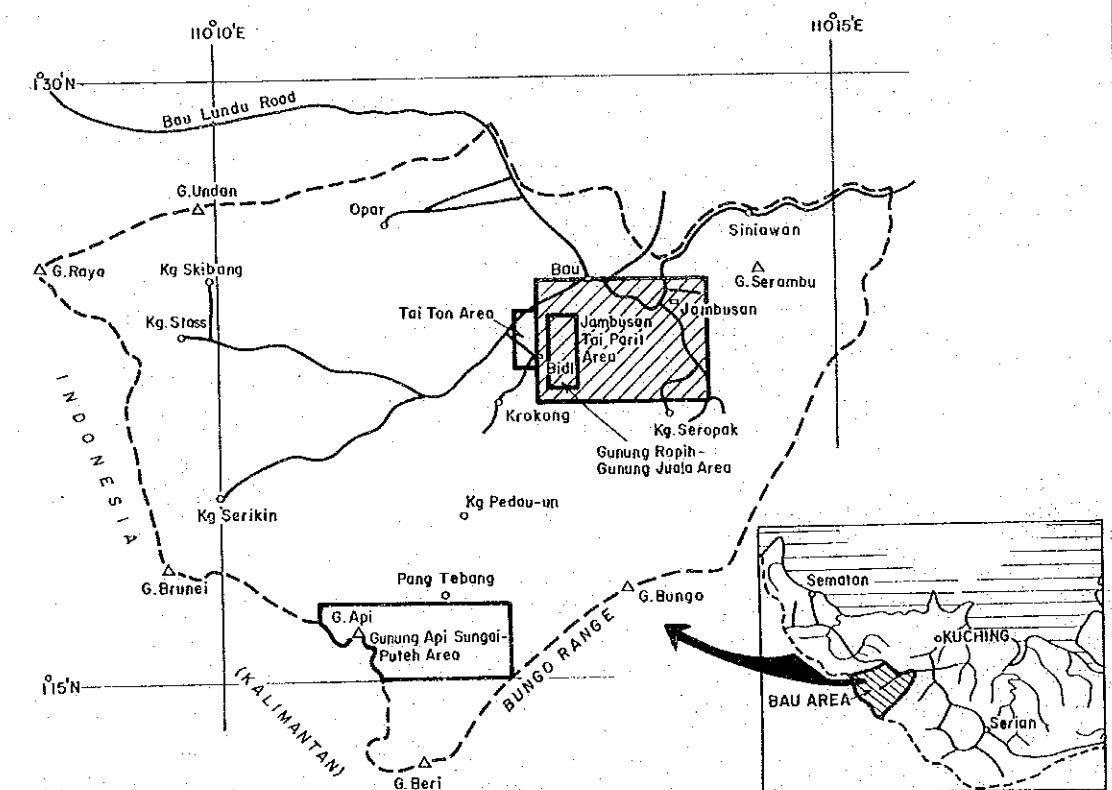 110°10'E
110°15'E
1°30'N
Bau Lundu Road
G.Undan
Opar
Siniawan
G.Raya
Kg Skibang
Bau
G.Serambu
Tai Ton Area
Jambusan
Kg.Stass
Jambusan
Tai Parit
Area
Bidi
INDONESIA
Krokong
Kg.Seropak
Gunung Ropih-
Gunung Juala Area
Kg Serikin
Kg Pedau-un
G.Brunei
Pang Tebang
G.Bungo
G.Api
Gunung Api Sungai-
Puteh Area
BUNGO RANGE
1°15'N
(KALIMANTAN)
G.Beri
Sematan
KUCHING
BAU AREA
Serian